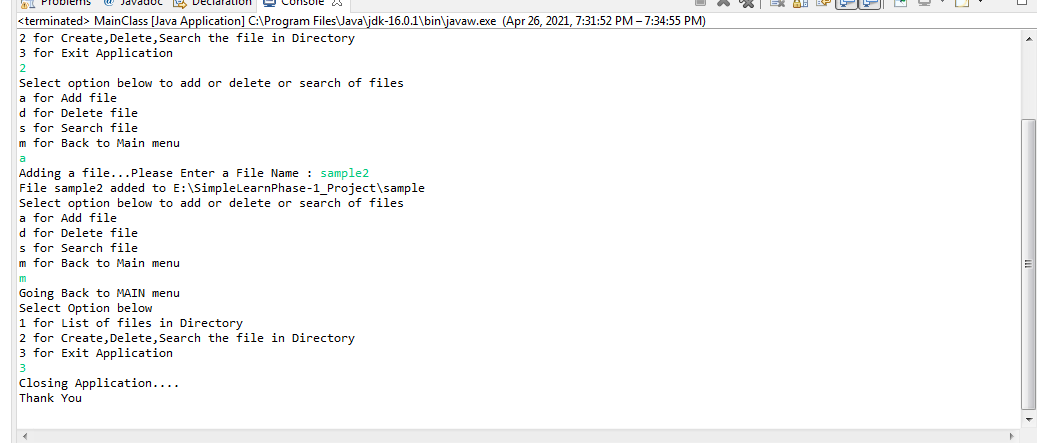 Problems @ Javadoc Declaration Console
<terminated> MainClass [Java Application] C:\Program Files\Java\jdk-16.0.1\bin\javaw.exe (Apr 26, 2021, 7:31:52 PM – 7:34:55 PM)
2 for Create,Delete,Search the file in Directory
3 for Exit Application
2
Select option below to add or delete or search of files
a for Add file
d for Delete file
s for Search file
m for Back to Main menu
a
Adding a file...Please Enter a File Name : sample2
File sample2 added to E:\SimpleLearnPhase-1_Project\sample
Select option below to add or delete or search of files
a for Add file
d for Delete file
s for Search file
m for Back to Main menu
m
Going Back to MAIN menu
Select Option below
1 for List of files in Directory
2 for Create,Delete,Search the file in Directory
3 for Exit Application
3
Closing Application....
Thank You